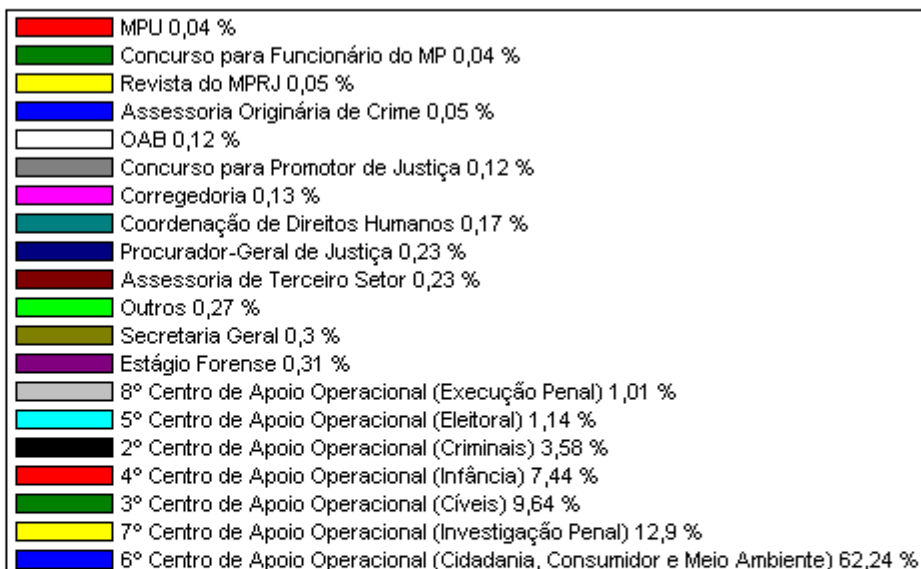 MPU 0,04 %
Concurso para Funcionário do MP 0,04 %
Revista do MPRJ 0,05 %
Assessoria Originária de Crime 0,05 %
OAB 0,12 %
Concurso para Promotor de Justiça 0,12 %
Corregedoria 0,13 %
Coordenação de Direitos Humanos 0,17 %
Procurador-Geral de Justiça 0,23 %
Assessoria de Terceiro Setor 0,23 %
Outros 0,27 %
Secretaria Geral 0,3 %
Estágio Forense 0,31 %
8º Centro de Apoio Operacional (Execução Penal) 1,01 %
5º Centro de Apoio Operacional (Eleitoral) 1,14 %
2º Centro de Apoio Operacional (Criminais) 3,58 %
4º Centro de Apoio Operacional (Infância) 7,44 %
3º Centro de Apoio Operacional (Cíveis) 9,64 %
7º Centro de Apoio Operacional (Investigação Penal) 12,9 %
6º Centro de Apoio Operacional (Cidadania, Consumidor e Meio Ambiente) 62,24 %